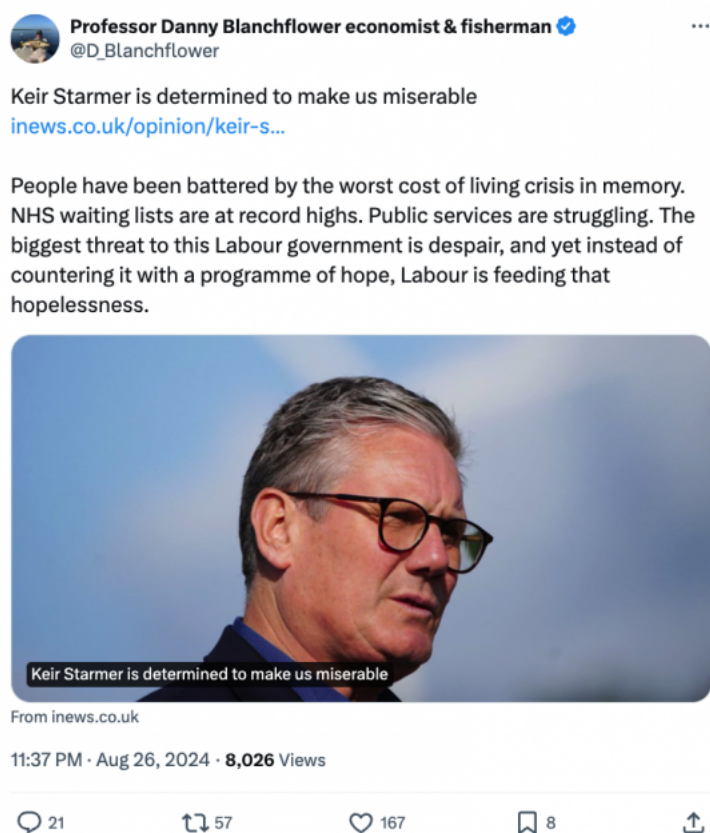 Professor Danny Blanchflower economist & fisherman
@D_Blanchflower
Keir Starmer is determined to make us miserable
inews.co.uk/opinion/keir-s...
People have been battered by the worst cost of living crisis in memory.
NHS waiting lists are at record highs. Public services are struggling. The
biggest threat to this Labour government is despair, and yet instead of
countering it with a programme of hope, Labour is feeding that
hopelessness.
Keir Starmer is determined to make us miserable
From inews.co.uk
11:37 PM · Aug 26, 2024 · 8,026 Views
21 57 167 8